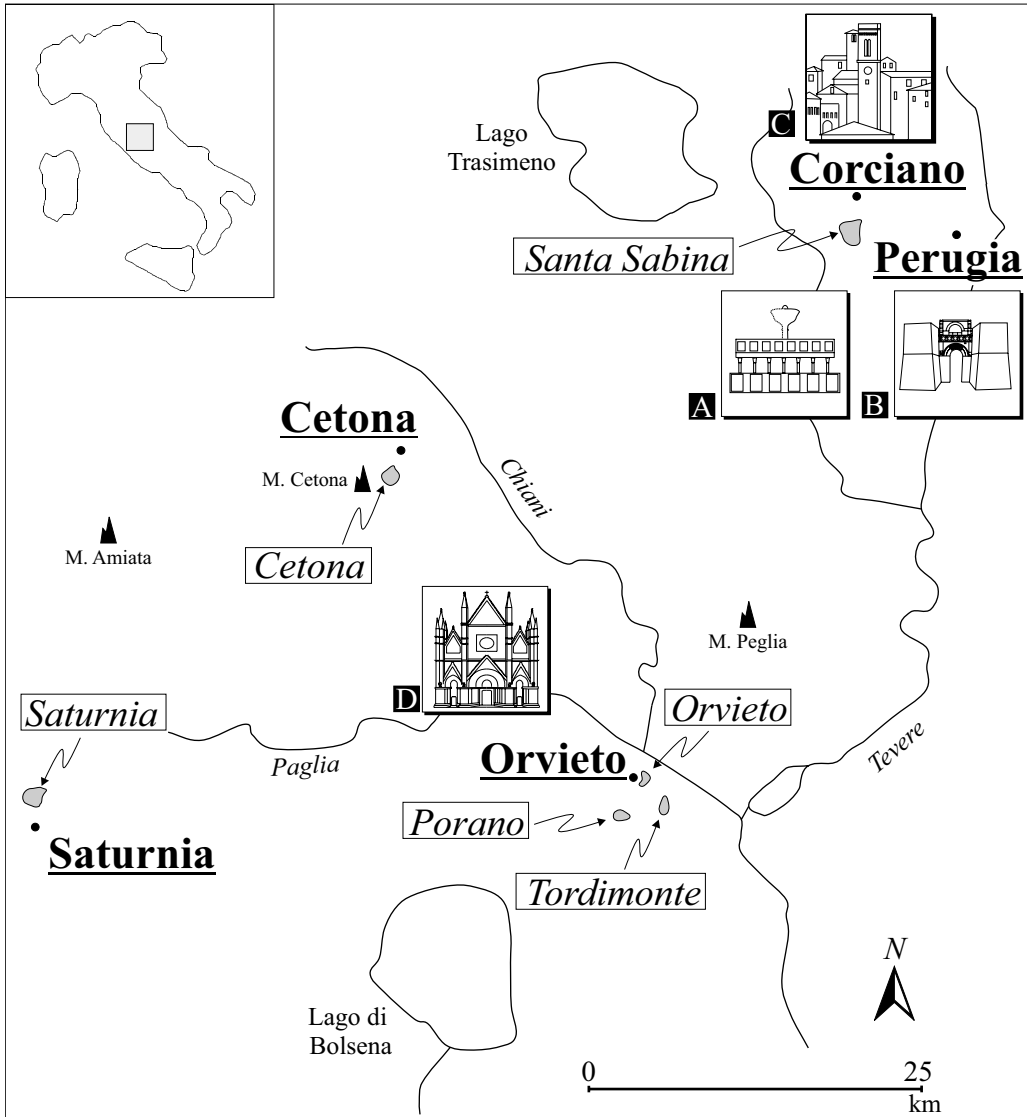 C
Lago
Trasimeno
Corciano
Santa Sabina
Perugia
A
B
Cetona
M. Cetona
Chiani
M. Amiata
Cetona
M. Peglia
D
Saturnia
Orvieto
Paglia
Orvieto
Tevere
Porano
Saturnia
Tordimonte
N
Lago di
Bolsena
0 25
km